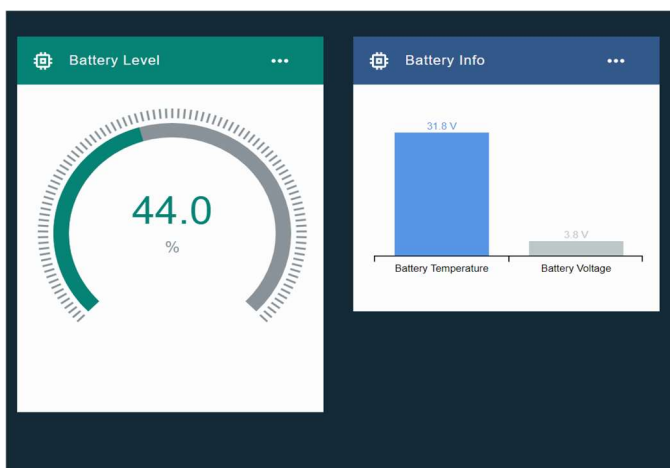 Battery Level
44.0
%
Battery Info
31.8 V
3.8 V
Battery Temperature
Battery Voltage